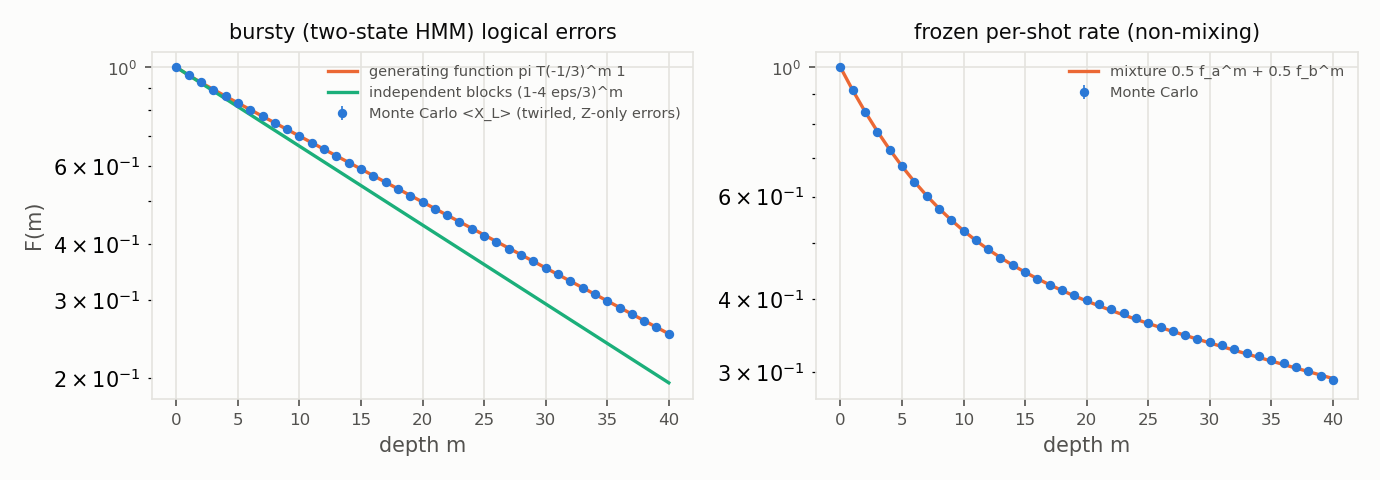 bursty (two-state HMM) logical errors
generating function pi T(-1/3)^m 1
independent blocks (1-4 eps/3)^m
Monte Carlo <X_L> (twirled, Z-only errors)
F(m)
10⁰
6 × 10⁻¹
4 × 10⁻¹
3 × 10⁻¹
2 × 10⁻¹
0 5 10 15 20 25 30 35 40
depth m
frozen per-shot rate (non-mixing)
mixture 0.5 f_a^m + 0.5 f_b^m
Monte Carlo
10⁰
6 × 10⁻¹
4 × 10⁻¹
3 × 10⁻¹
0 5 10 15 20 25 30 35 40
depth m